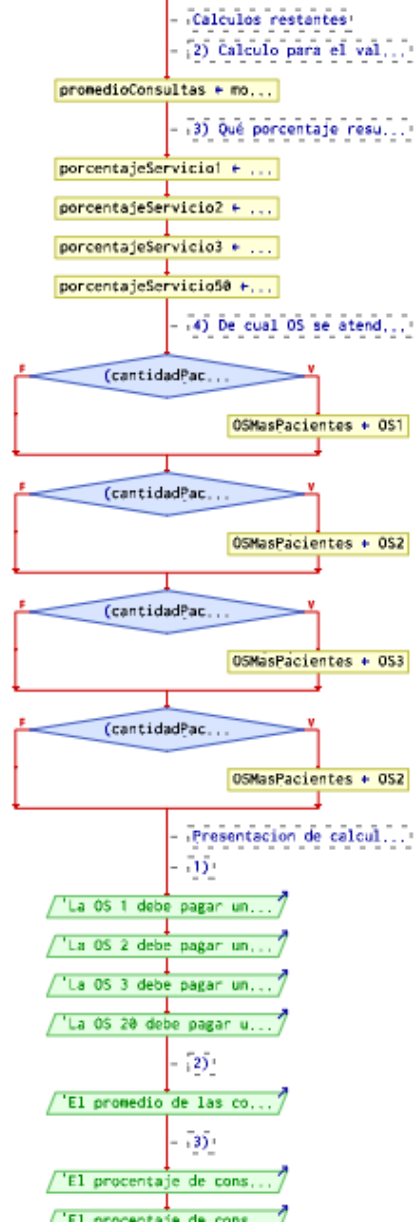 Calculos restantes
2) Calculo para el val...
promedioConsultas ← mo...
3) Qué porcentaje resu...
porcentajeServicio1 ← ...
porcentajeServicio2 ← ...
porcentajeServicio3 ← ...
porcentajeServicio50 ←...
4) De cual OS se atend...
F (cantidadPac... V
OSMasPacientes ← OS1
F (cantidadPac... V
OSMasPacientes ← OS2
F (cantidadPac... V
OSMasPacientes ← OS3
F (cantidadPac... V
OSMasPacientes ← OS2
Presentacion de calcul...
1)
'La OS 1 debe pagar un...
'La OS 2 debe pagar un...
'La OS 3 debe pagar un...
'La OS 20 debe pagar u...
2)
'El promedio de las co...
3)
'El procentaje de cons...
'El procentaje de cons...